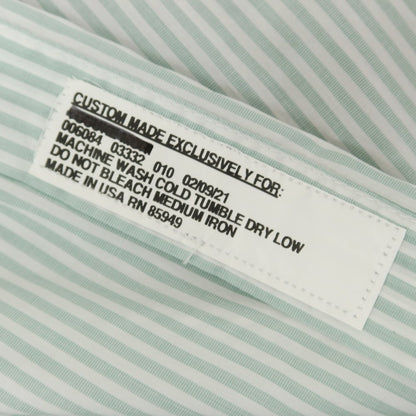 CUSTOM MADE EXCLUSIVELY FOR:
006084 03332 010 02/09/21
MACHINE WASH COLD TUMBLE DRY LOW
DO NOT BLEACH MEDIUM IRON
MADE IN USA RN 85949